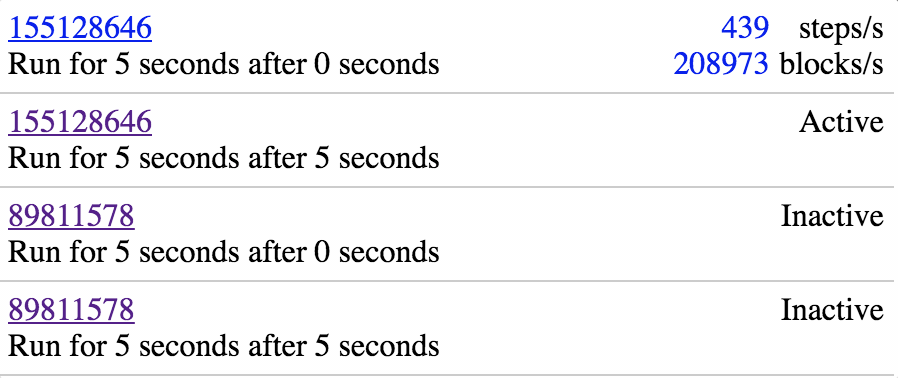 155128646 439 steps/s
Run for 5 seconds after 0 seconds 208973 blocks/s
155128646 Active
Run for 5 seconds after 5 seconds
89811578 Inactive
Run for 5 seconds after 0 seconds
89811578 Inactive
Run for 5 seconds after 5 seconds